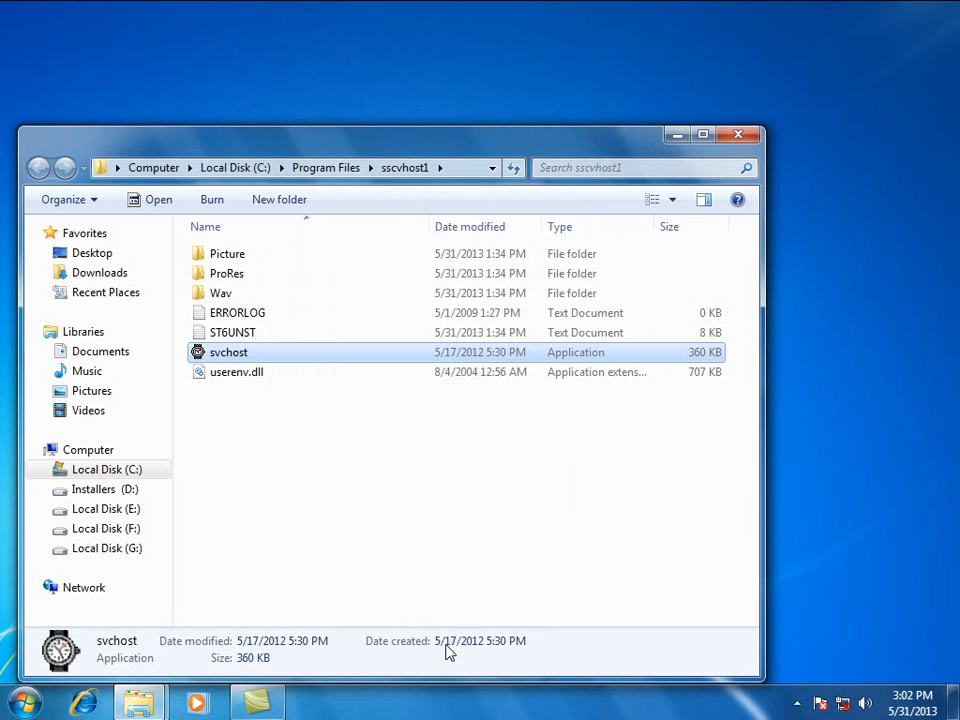 Computer Local Disk (C:) Program Files sscvhost1 Search sscvhost1
Organize Open Burn New folder
Name Date modified Type Size
Favorites
Desktop
Downloads
Recent Places
Libraries
Documents
Music
Pictures
Videos
Computer
Local Disk (C:)
Installers (D:)
Local Disk (E:)
Local Disk (F:)
Local Disk (G:)
Network
Picture 5/31/2013 1:34 PM File folder
ProRes 5/31/2013 1:34 PM File folder
Wav 5/31/2013 1:34 PM File folder
ERRORLOG 5/1/2009 1:27 PM Text Document 0 KB
ST6UNST 5/31/2013 1:34 PM Text Document 8 KB
svchost 5/17/2012 5:30 PM Application 360 KB
userenv.dll 8/4/2004 12:56 AM Application extens... 707 KB
svchost Date modified: 5/17/2012 5:30 PM Date created: 5/17/2012 5:30 PM
Application Size: 360 KB
3:02 PM
5/31/2013